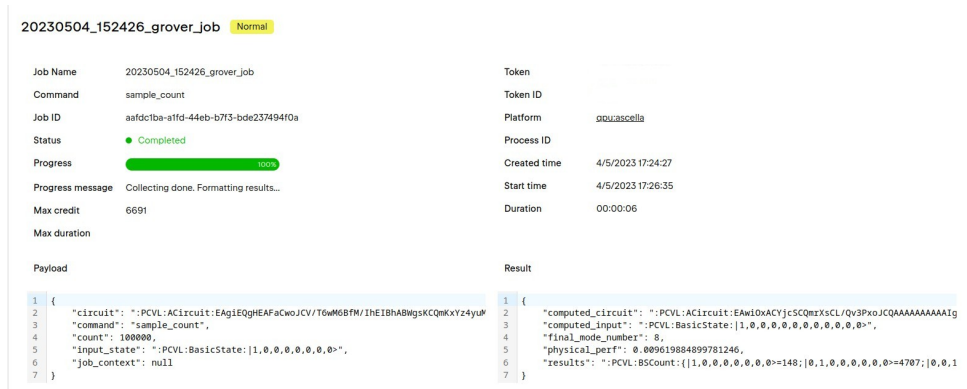 20230504_152426_grover_job Normal
Job Name 20230504_152426_grover_job
Command sample_count
Job ID aafdc1ba-a1fd-44eb-b7f3-bde237494f0a
Status Completed
Progress 100%
Progress message Collecting done. Formatting results...
Max credit 6691
Max duration
Token
Token ID
Platform qpu:ascella
Process ID
Created time 4/5/2023 17:24:27
Start time 4/5/2023 17:26:35
Duration 00:00:06
Payload
1 {
2 "circuit": ":PCVL:ACircuit:EAgiEQgHEAFaCwoJCV/T6wM6BfM/IhEIBhABWgsKCQmKxYz4yuM
3 "command": "sample_count",
4 "count": 100000,
5 "input_state": ":PCVL:BasicState:|1,0,0,0,0,0,0,0>",
6 "job_context": null
7 }
Result
1 {
2 "computed_circuit": ":PCVL:ACircuit:EAwiOxACYjcSCQmrXsCL/Qv3PxoJCQAAAAAAAAAAIg
3 "computed_input": ":PCVL:BasicState:|1,0,0,0,0,0,0,0,0,0,0,0>",
4 "final_mode_number": 8,
5 "physical_perf": 0.009619884899781246,
6 "results": ":PCVL:BSCount:{|1,0,0,0,0,0,0,0>=148;|0,1,0,0,0,0,0,0>=4707;|0,0,1
7 }